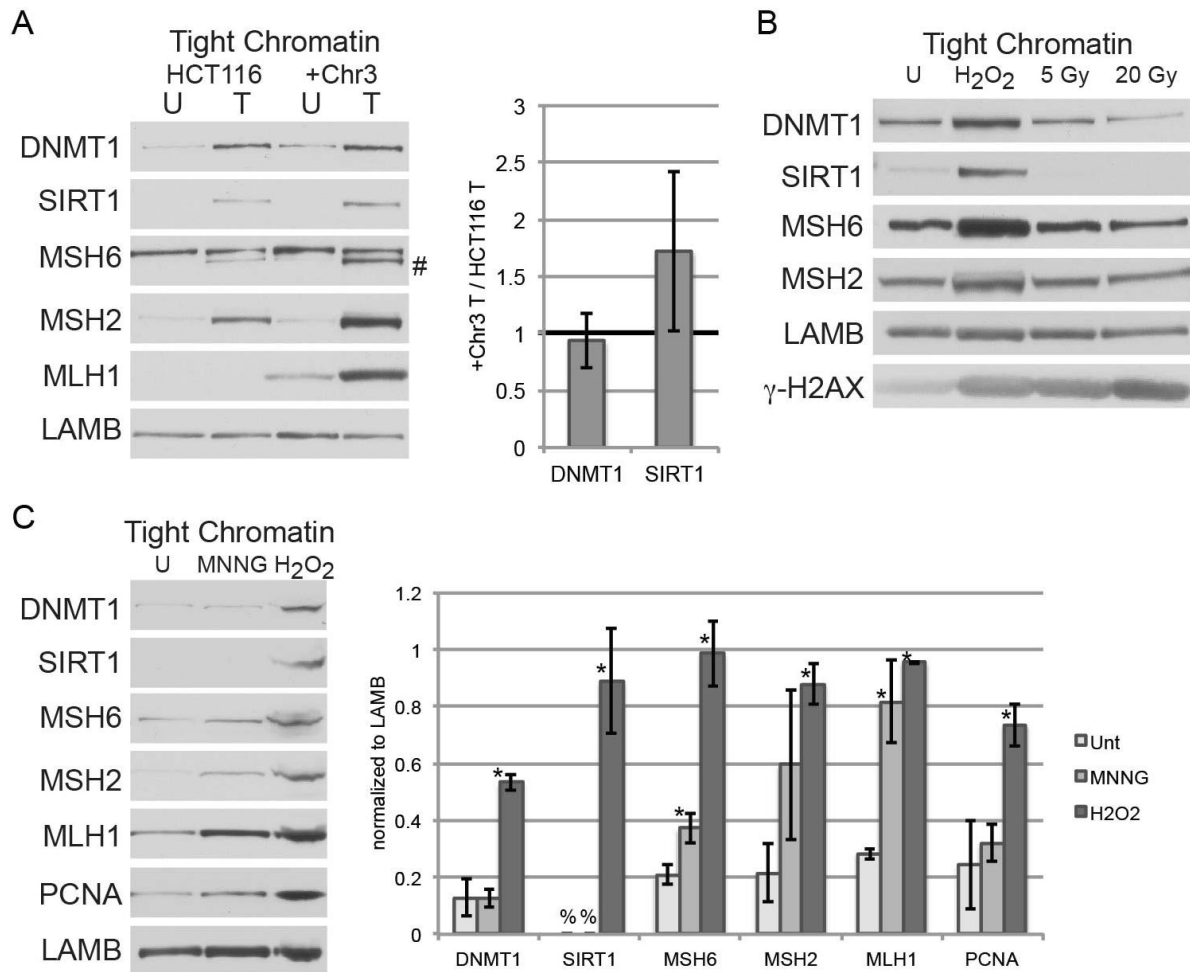 A
Tight Chromatin
HCT116 +Chr3
U T U T
DNMT1
SIRT1
MSH6
#
MSH2
MLH1
LAMB
+Chr3 T / HCT116 T
3
2.5
2
1.5
1
0.5
0
DNMT1 SIRT1
B
Tight Chromatin
U H₂O₂ 5 Gy 20 Gy
DNMT1
SIRT1
MSH6
MSH2
LAMB
γ-H2AX
C
Tight Chromatin
U MNNG H₂O₂
DNMT1
SIRT1
MSH6
MSH2
MLH1
PCNA
LAMB
normalized to LAMB
1.2
1
0.8
0.6
0.4
0.2
0
* % % * * * * * * *
DNMT1 SIRT1 MSH6 MSH2 MLH1 PCNA
Unt
MNNG
H2O2